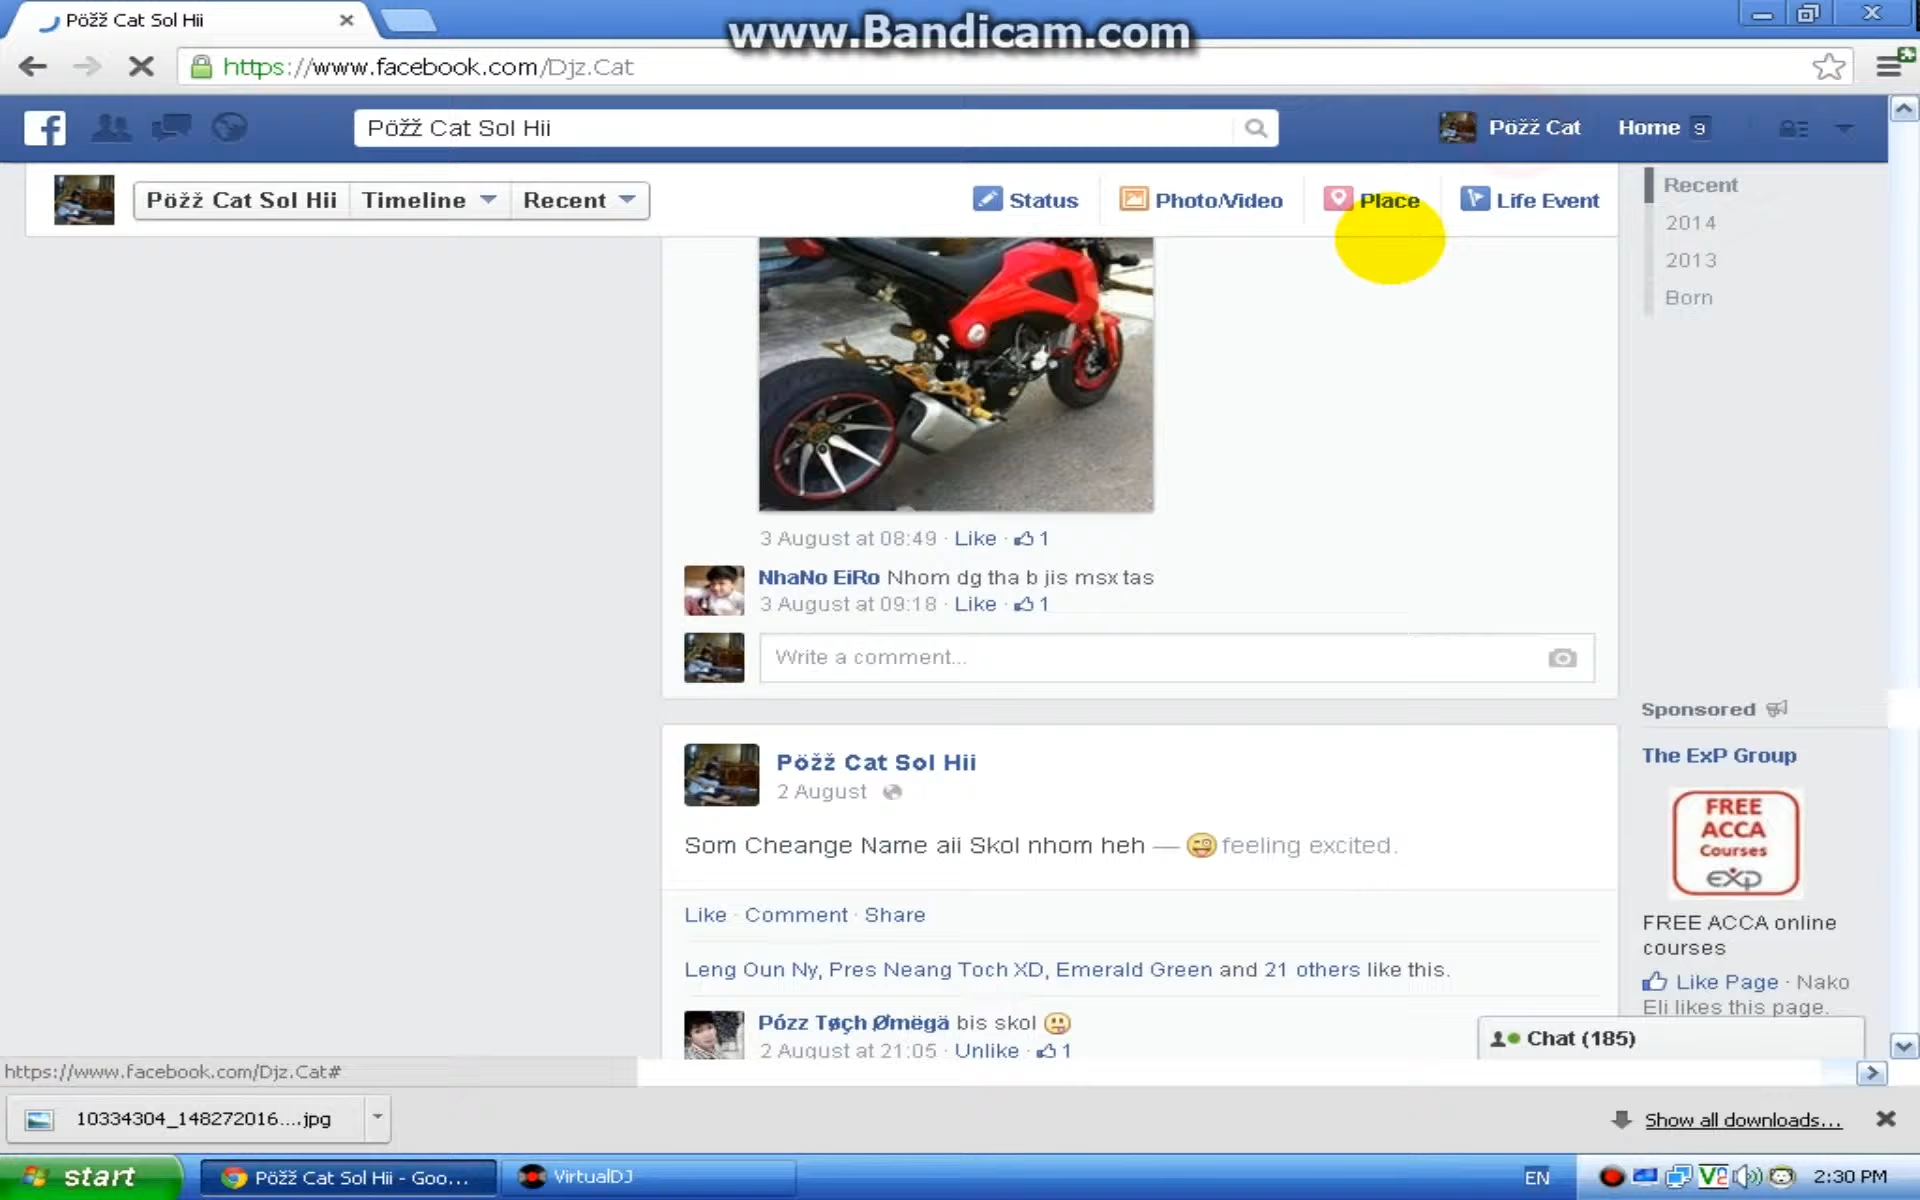 Pöžž Cat Sol Hii
www.Bandicam.com
https://www.facebook.com/Djz.Cat
Pöžž Cat Sol Hii
Pöžž Cat
Home 9
Pöžž Cat Sol Hii Timeline Recent
Status
Photo/Video
Place
Life Event
Recent
2014
2013
Born
3 August at 08:49 · Like · 1
NhaNo EiRo Nhom dg tha b jis msx tas
3 August at 09:18 · Like · 1
Write a comment...
Pöžž Cat Sol Hii
2 August
Som Cheange Name aii Skol nhom heh — feeling excited.
Like · Comment · Share
Leng Oun Ny, Pres Neang Toch XD, Emerald Green and 21 others like this.
Pózz Tøçh Ømëgä bis skol
2 August at 21:05 · Unlike · 1
Sponsored
The ExP Group
FREE
ACCA
Courses
exp
FREE ACCA online
courses
Like Page · Nako
Eli likes this page.
Chat (185)
https://www.facebook.com/Djz.Cat#
10334304_148272016....jpg
Show all downloads...
start
Pöžž Cat Sol Hii - Goo...
VirtualDJ
EN
V2
2:30 PM